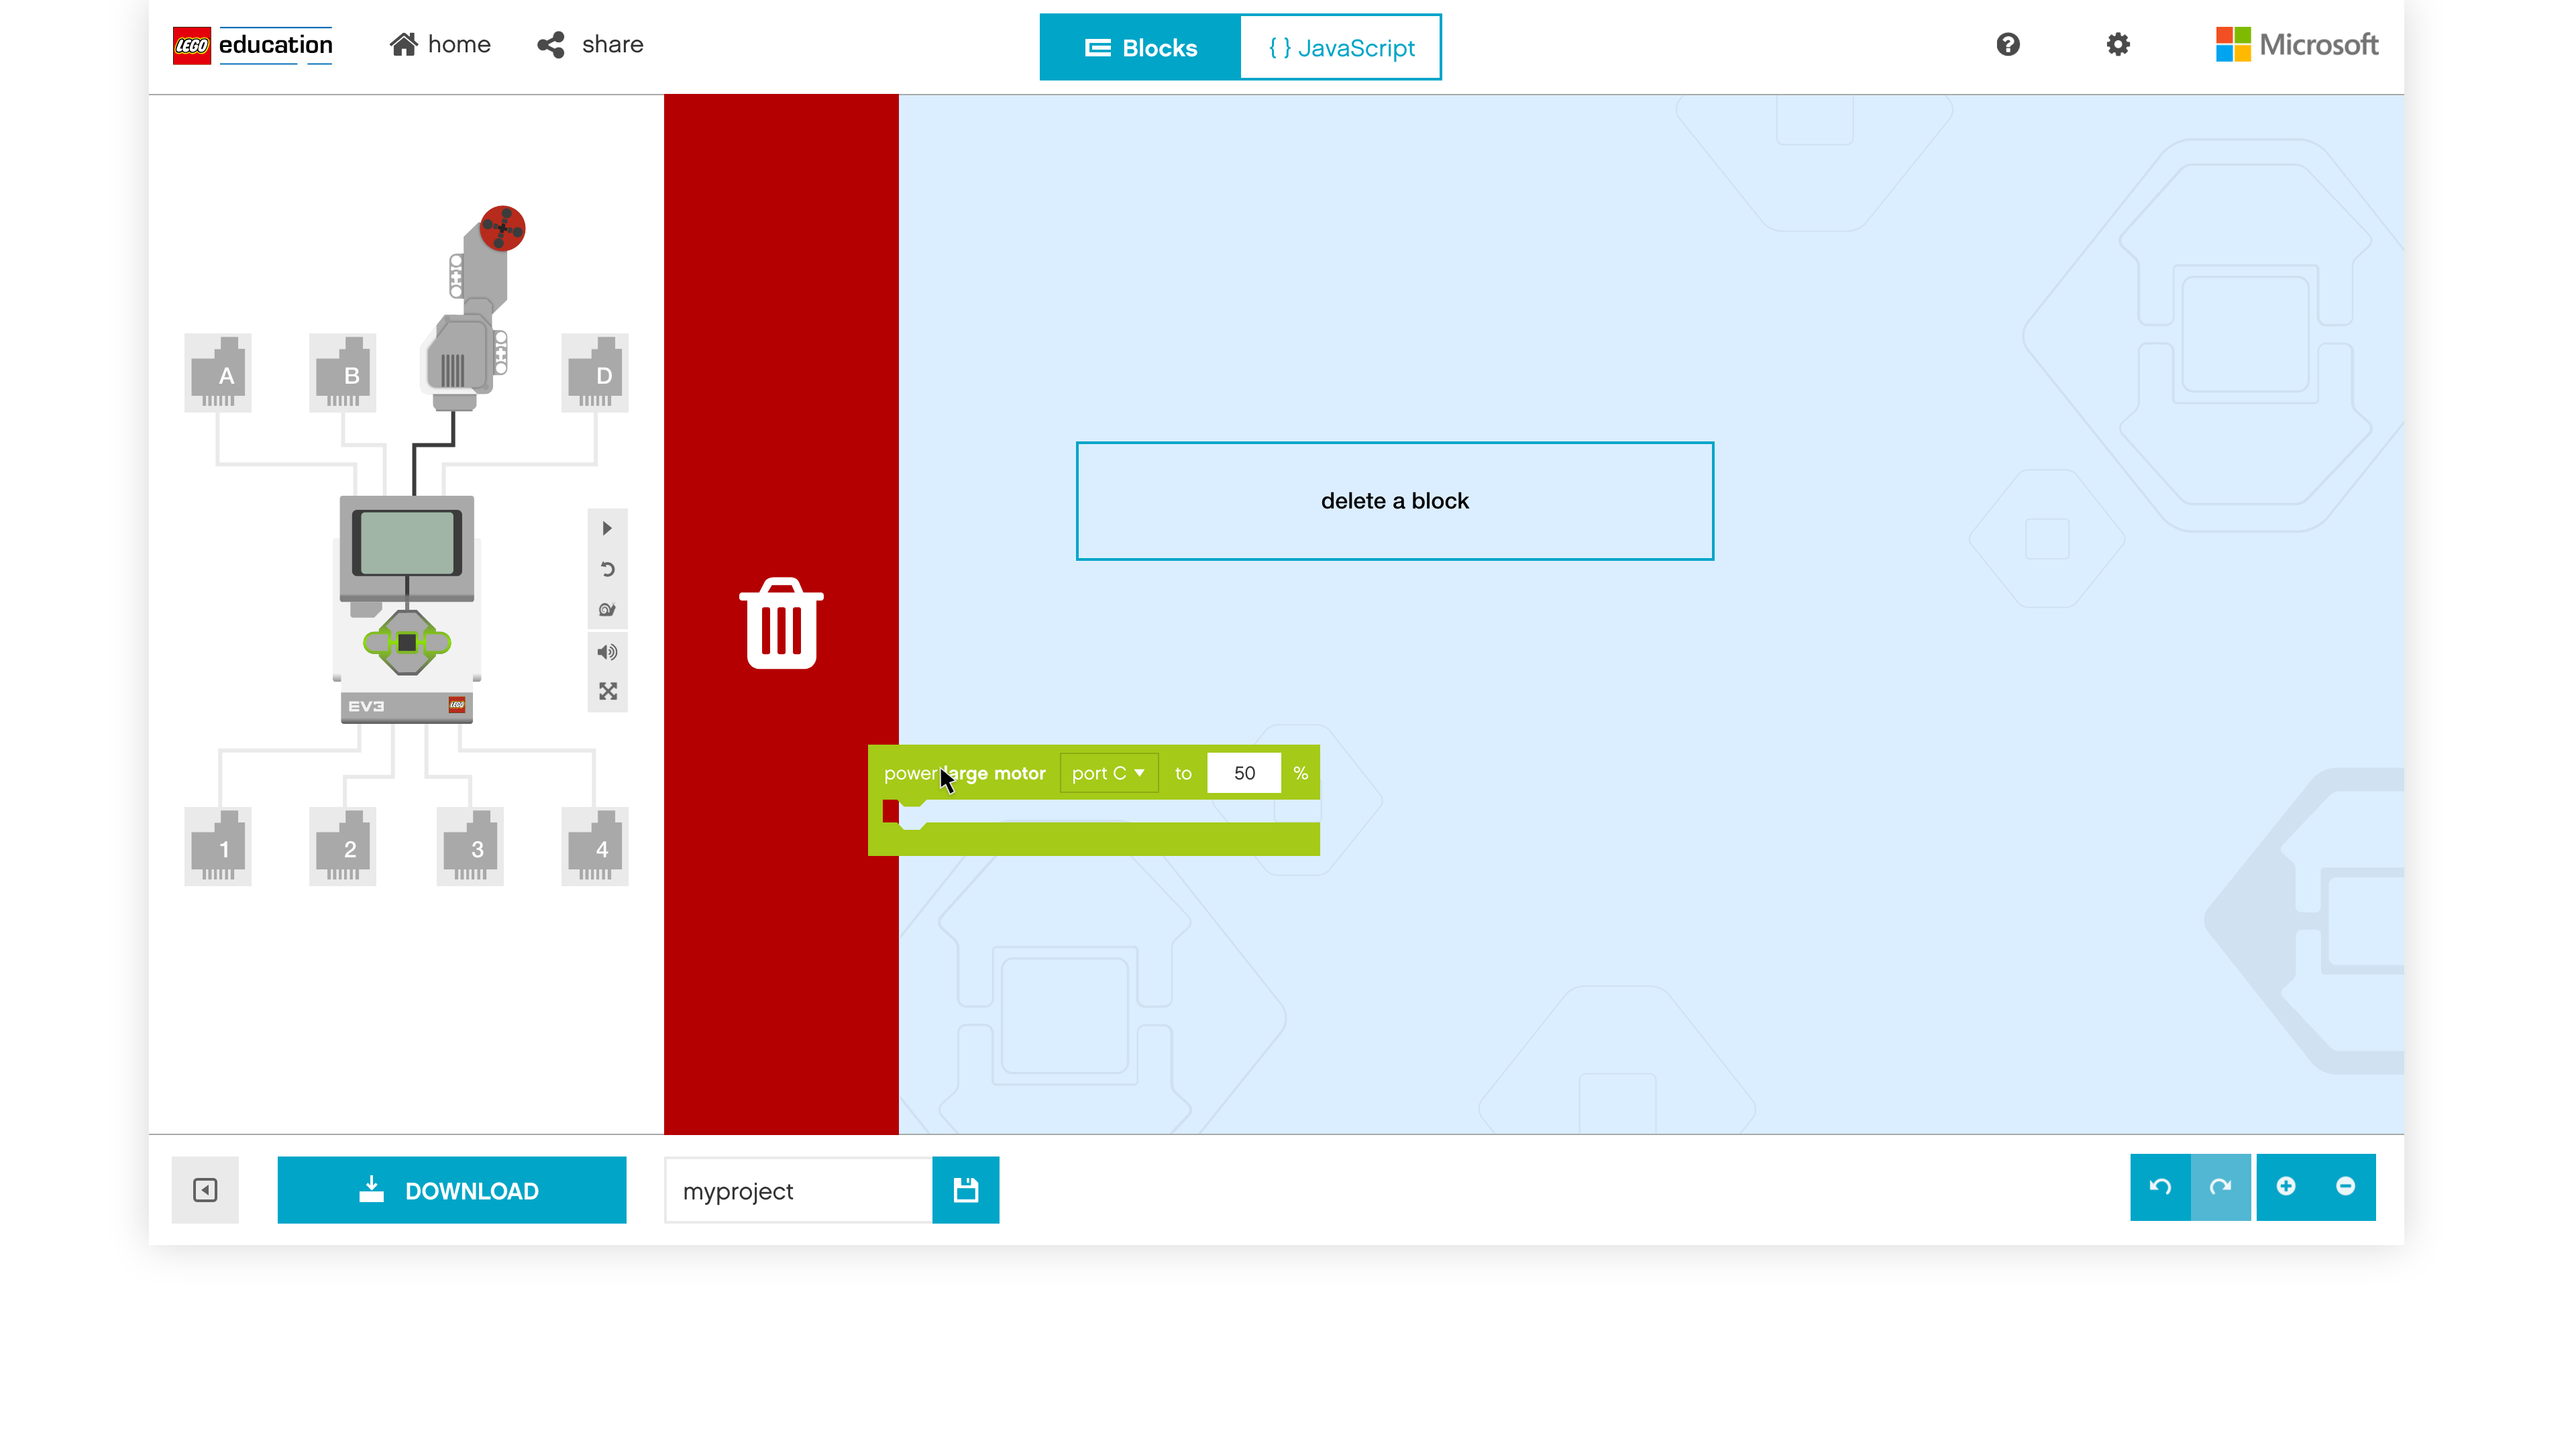 LEGO education
home
share
Blocks
{ } JavaScript
Microsoft
A
B
D
delete a block
EV3
LEGO
power large motor port C to 50 %
1
2
3
4
DOWNLOAD
myproject